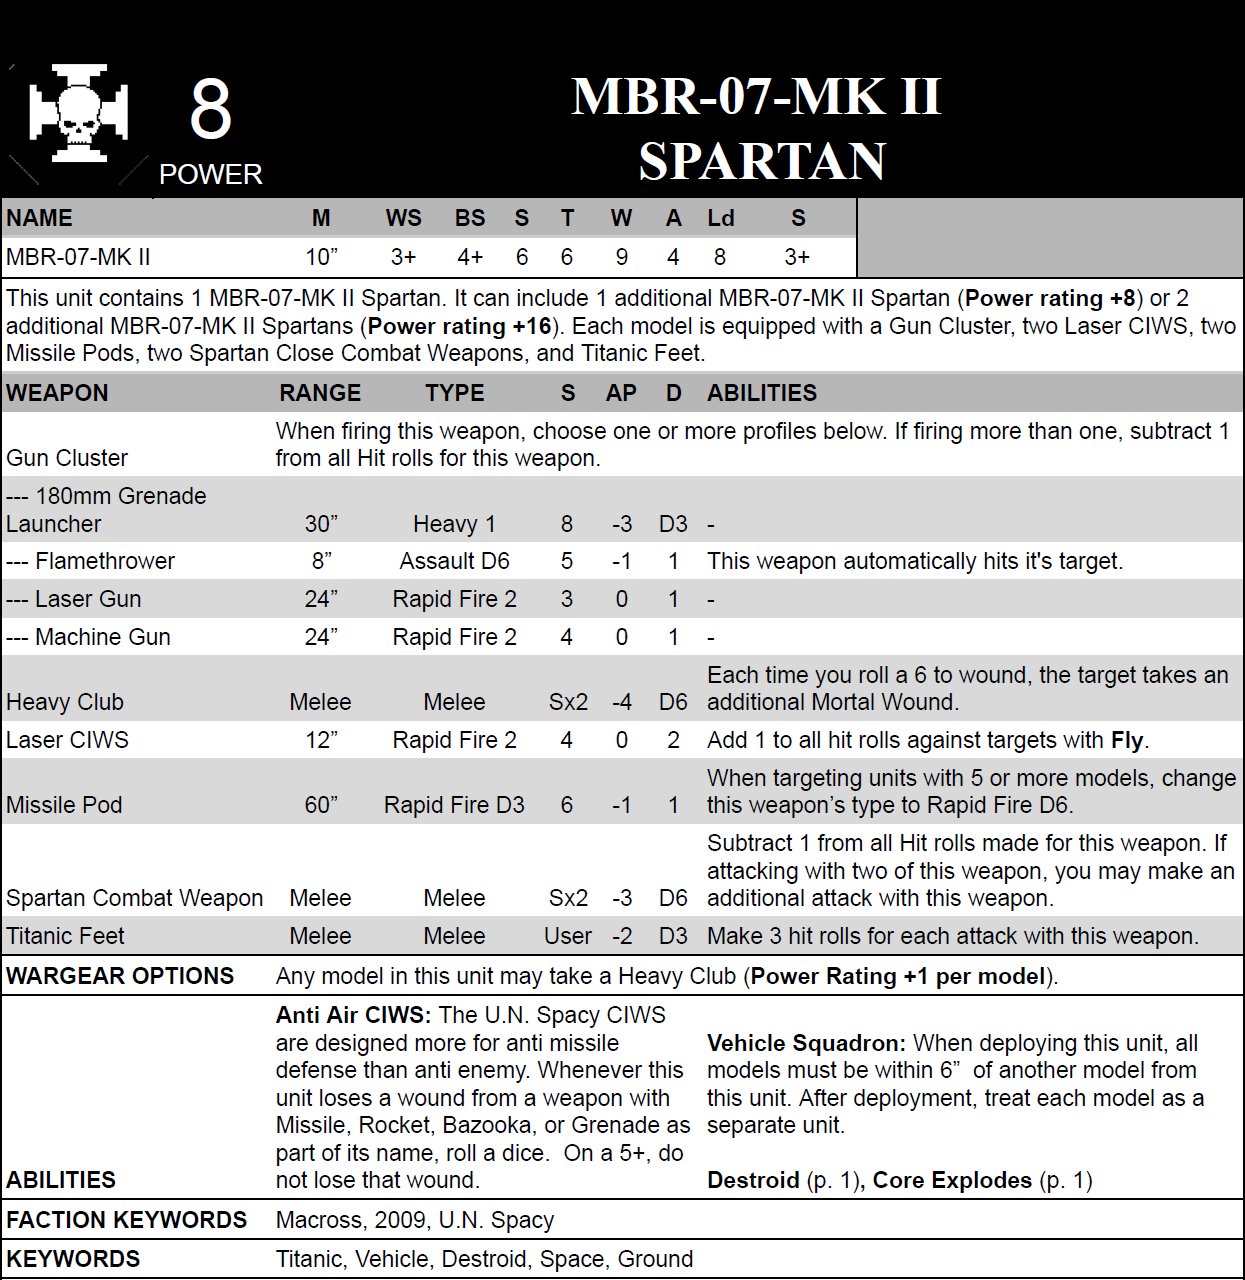 8
POWER
MBR-07-MK II
SPARTAN
NAME M WS BS S T W A Ld S
MBR-07-MK II 10” 3+ 4+ 6 6 9 4 8 3+
This unit contains 1 MBR-07-MK II Spartan. It can include 1 additional MBR-07-MK II Spartan (Power rating +8) or 2
additional MBR-07-MK II Spartans (Power rating +16). Each model is equipped with a Gun Cluster, two Laser CIWS, two
Missile Pods, two Spartan Close Combat Weapons, and Titanic Feet.
WEAPON RANGE TYPE S AP D ABILITIES
When firing this weapon, choose one or more profiles below. If firing more than one, subtract 1
Gun Cluster from all Hit rolls for this weapon.
--- 180mm Grenade
Launcher 30” Heavy 1 8 -3 D3 -
--- Flamethrower 8” Assault D6 5 -1 1 This weapon automatically hits it's target.
--- Laser Gun 24” Rapid Fire 2 3 0 1 -
--- Machine Gun 24” Rapid Fire 2 4 0 1 -
Each time you roll a 6 to wound, the target takes an
Heavy Club Melee Melee Sx2 -4 D6 additional Mortal Wound.
Laser CIWS 12” Rapid Fire 2 4 0 2 Add 1 to all hit rolls against targets with Fly.
When targeting units with 5 or more models, change
Missile Pod 60” Rapid Fire D3 6 -1 1 this weapon’s type to Rapid Fire D6.
Subtract 1 from all Hit rolls made for this weapon. If
attacking with two of this weapon, you may make an
Spartan Combat Weapon Melee Melee Sx2 -3 D6 additional attack with this weapon.
Titanic Feet Melee Melee User -2 D3 Make 3 hit rolls for each attack with this weapon.
WARGEAR OPTIONS Any model in this unit may take a Heavy Club (Power Rating +1 per model).
ABILITIES
Anti Air CIWS: The U.N. Spacy CIWS
are designed more for anti missile
defense than anti enemy. Whenever this
unit loses a wound from a weapon with
Missile, Rocket, Bazooka, or Grenade as
part of its name, roll a dice. On a 5+, do
not lose that wound.
Vehicle Squadron: When deploying this unit, all
models must be within 6” of another model from
this unit. After deployment, treat each model as a
separate unit.
Destroid (p. 1), Core Explodes (p. 1)
FACTION KEYWORDS Macross, 2009, U.N. Spacy
KEYWORDS Titanic, Vehicle, Destroid, Space, Ground